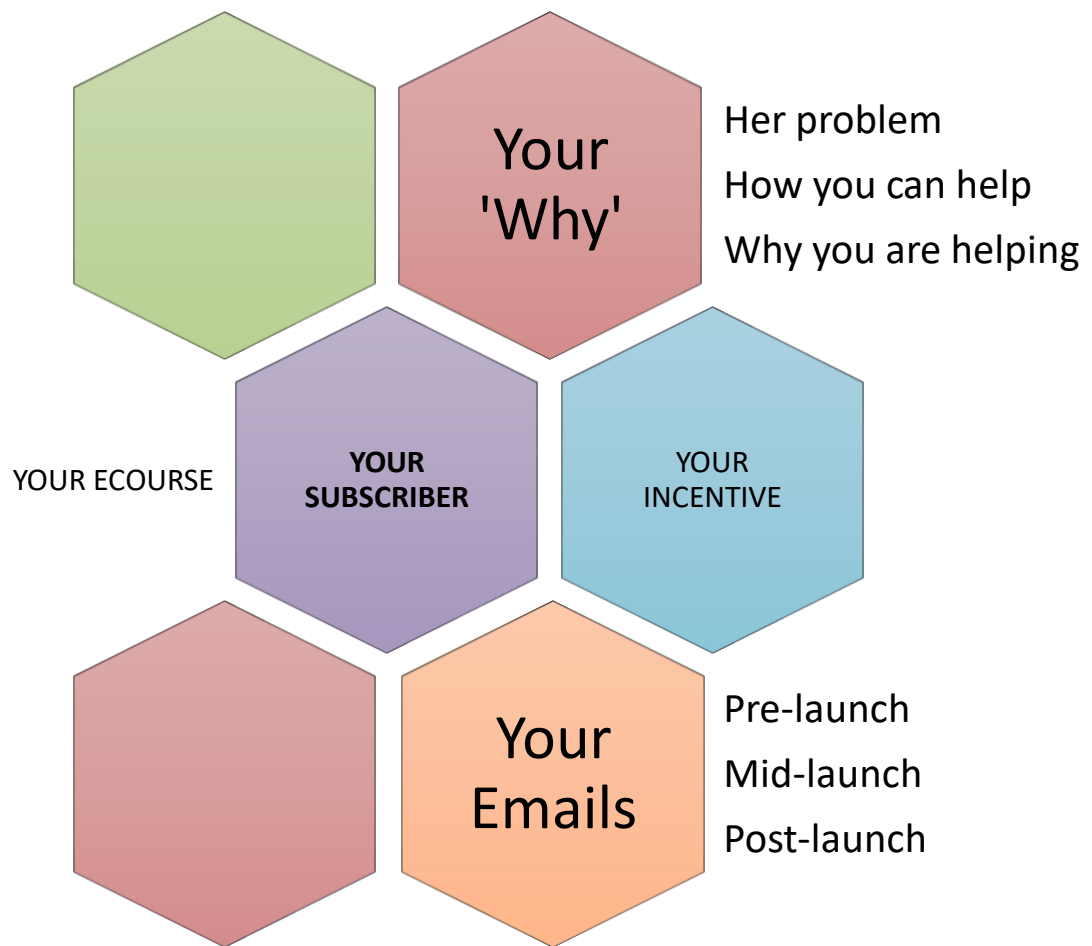 Your
'Why'
Her problem
How you can help
Why you are helping
YOUR ECOURSE
YOUR
SUBSCRIBER
YOUR
INCENTIVE
Your
Emails
Pre-launch
Mid-launch
Post-launch